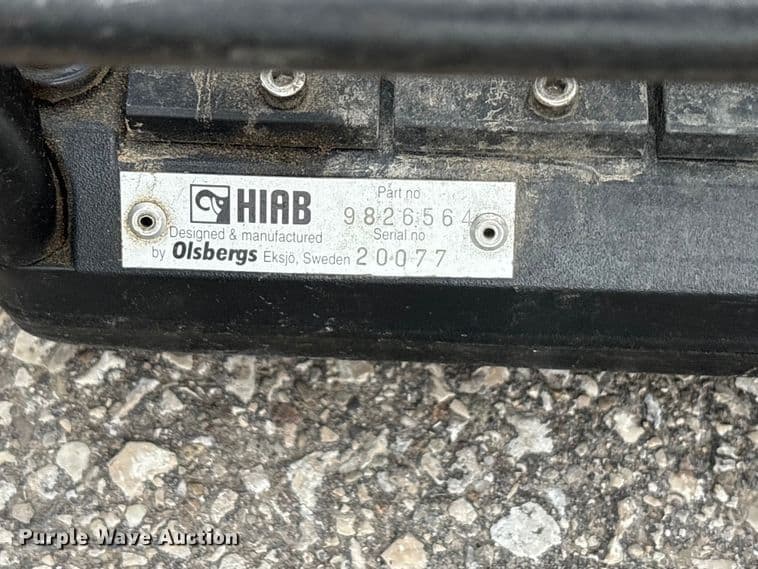 HIAB
Part no
9826564
Designed & manufactured
Serial no
by Olsbergs Eksjö, Sweden 20077
Purple Wave Auction